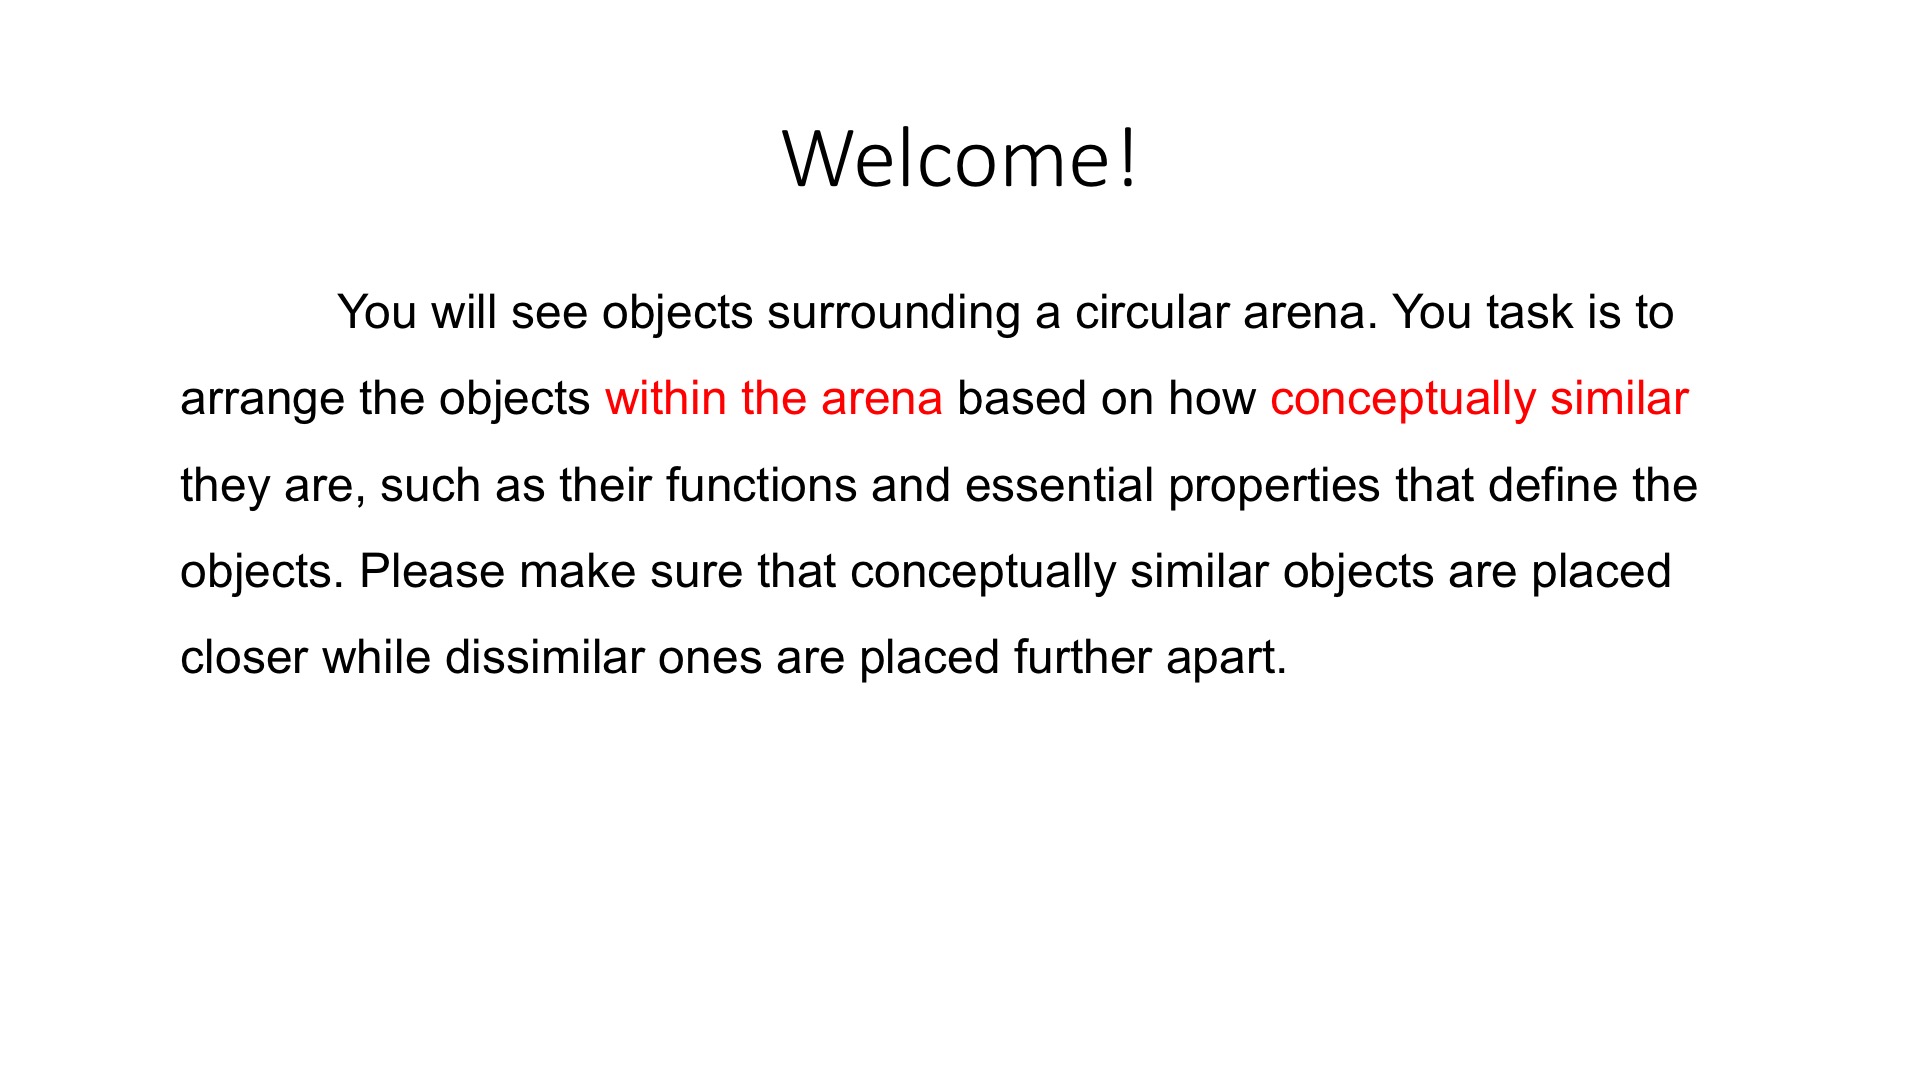 Welcome!
You will see objects surrounding a circular arena. You task is to
arrange the objects within the arena based on how conceptually similar
they are, such as their functions and essential properties that define the
objects. Please make sure that conceptually similar objects are placed
closer while dissimilar ones are placed further apart.